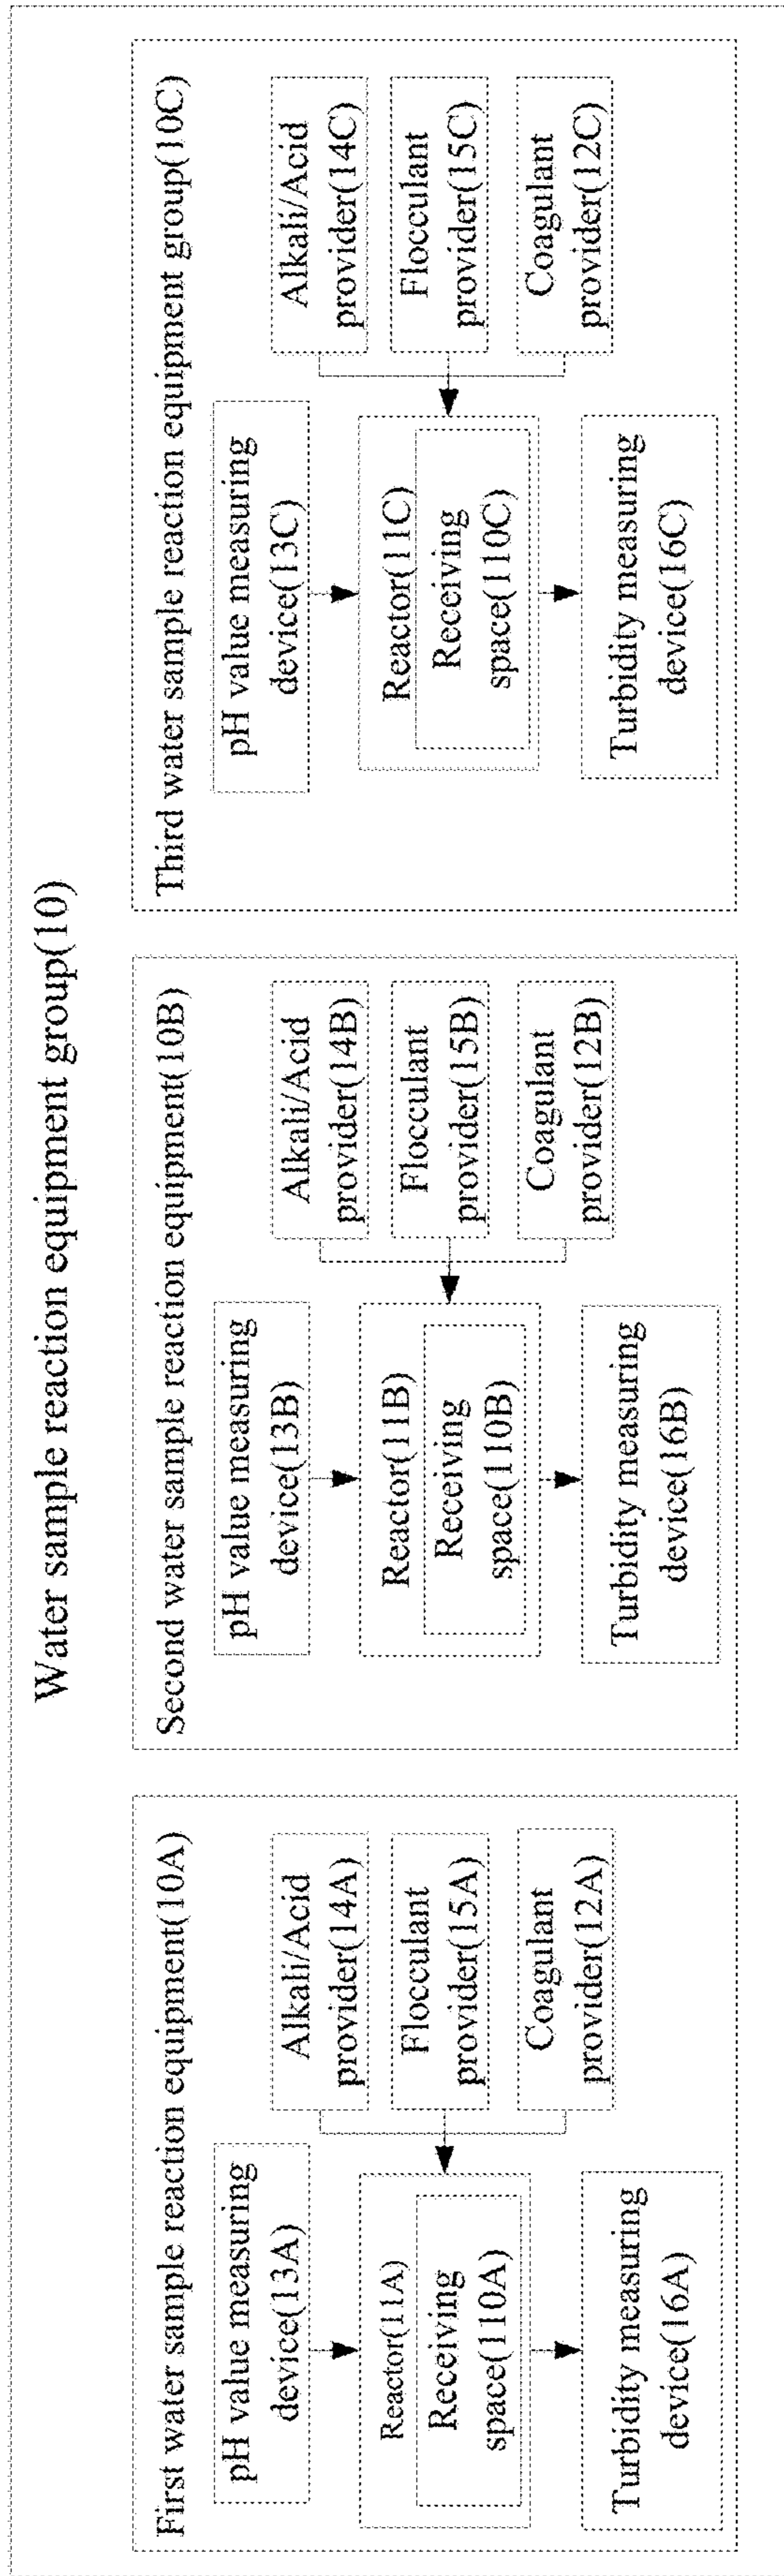 Water sample reaction equipment group(10)
First water sample reaction equipment(10A)
pH value measuring
device(13A)
Alkali/Acid
provider(14A)
Reactor(11A)
Receiving
space(110A)
Flocculant
provider(15A)
Coagulant
provider(12A)
Turbidity measuring
device(16A)
Second water sample reaction equipment(10B)
pH value measuring
device(13B)
Alkali/Acid
provider(14B)
Reactor(11B)
Receiving
space(110B)
Flocculant
provider(15B)
Coagulant
provider(12B)
Turbidity measuring
device(16B)
Third water sample reaction equipment group(10C)
pH value measuring
device(13C)
Alkali/Acid
provider(14C)
Reactor(11C)
Receiving
space(110C)
Flocculant
provider(15C)
Coagulant
provider(12C)
Turbidity measuring
device(16C)